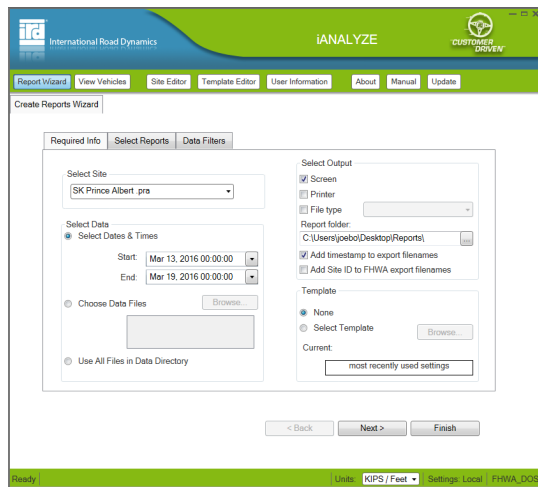 ird
International Road Dynamics
iANALYZE
CUSTOMER
DRIVEN
Report Wizard View Vehicles Site Editor Template Editor User Information About Manual Update
Create Reports Wizard
Required Info Select Reports Data Filters
Select Site
SK Prince Albert .pra
Select Data
Select Dates & Times
Start: Mar 13, 2016 00:00:00
End: Mar 19, 2016 00:00:00
Choose Data Files Browse...
Use All Files in Data Directory
Select Output
Screen
Printer
File type
Report folder:
C:\Users\joebo\Desktop\Reports\ ...
Add timestamp to export filenames
Add Site ID to FHWA export filenames
Template
None
Select Template Browse...
Current:
most recently used settings
< Back Next > Finish
Ready Units: KIPS / Feet Settings: Local FHWA_DOS